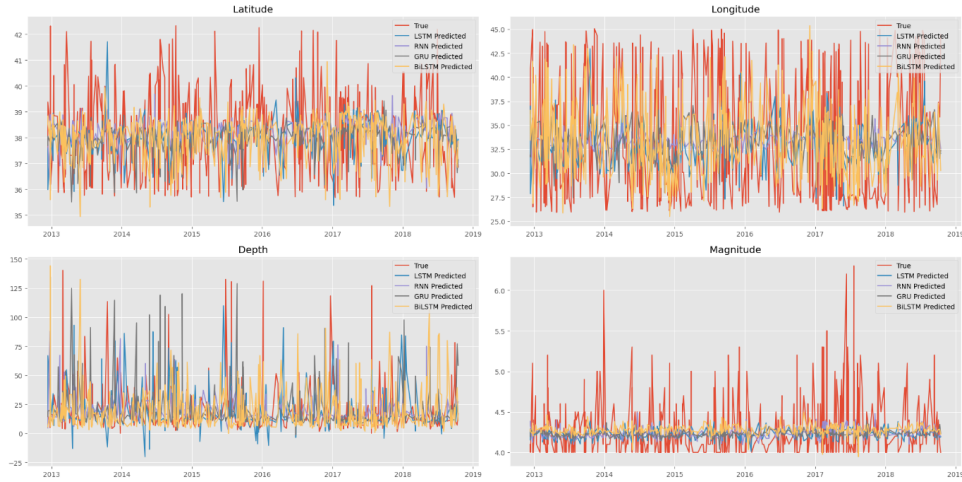 Latitude
True
LSTM Predicted
RNN Predicted
GRU Predicted
BiLSTM Predicted
42
41
40
39
38
37
36
35
2013
2014
2015
2016
2017
2018
2019
Longitude
True
LSTM Predicted
RNN Predicted
GRU Predicted
BiLSTM Predicted
45.0
42.5
40.0
37.5
35.0
32.5
30.0
27.5
25.0
2013
2014
2015
2016
2017
2018
2019
Depth
True
LSTM Predicted
RNN Predicted
GRU Predicted
BiLSTM Predicted
150
125
100
75
50
25
0
−25
2013
2014
2015
2016
2017
2018
2019
Magnitude
True
LSTM Predicted
RNN Predicted
GRU Predicted
BiLSTM Predicted
6.0
5.5
5.0
4.5
4.0
2013
2014
2015
2016
2017
2018
2019